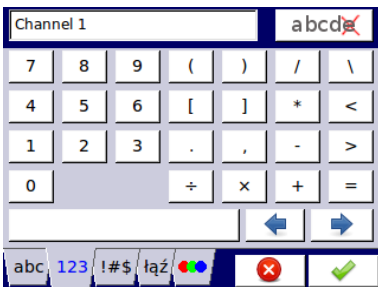 Channel 1 abcde
7 8 9 ( ) / \
4 5 6 [ ] * <
1 2 3 . , - >
0 ÷ × + =
abc 123 !#$ łąź